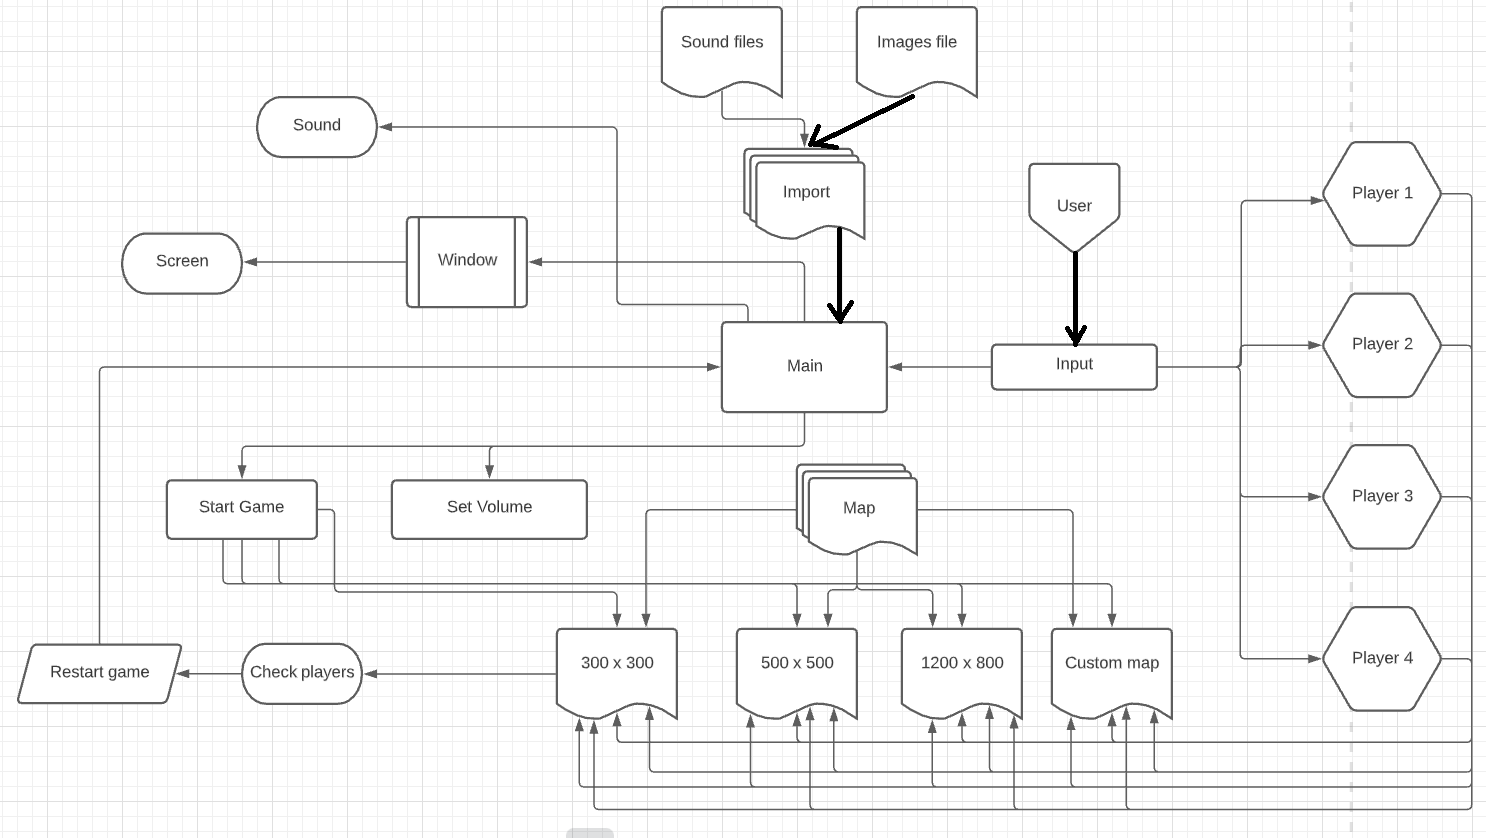 Sound files
Images file
Sound
Import
Player 1
User
Screen
Window
Player 2
Main
Input
Player 3
Start Game
Set Volume
Map
Player 4
300 x 300
500 x 500
1200 x 800
Custom map
Restart game
Check players